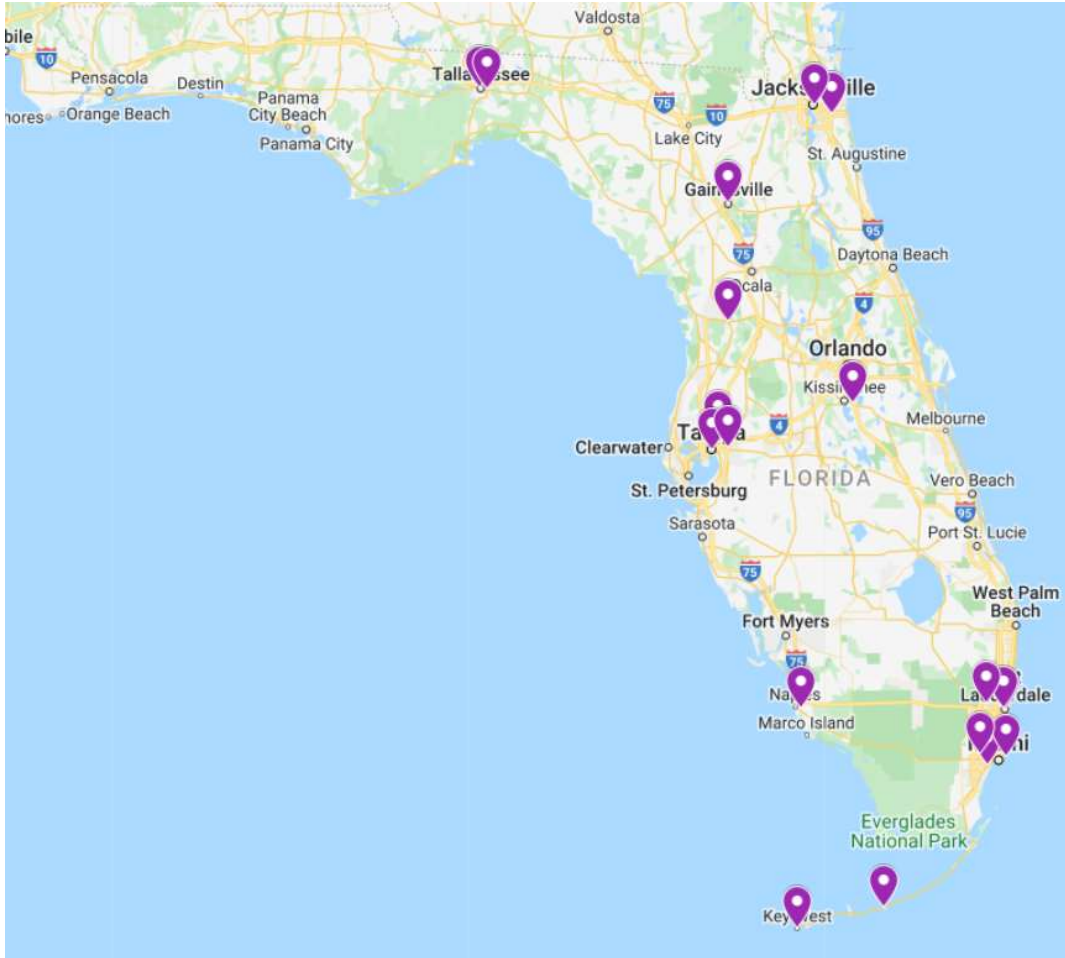 Valdosta
bile
10
Pensacola
Destin
Tallahassee
Jacksonville
Orange Beach
Panama
City Beach
Panama City
75
10
Lake City
St. Augustine
Gainesville
95
75
Daytona Beach
Ocala
4
Orlando
Kissimmee
Melbourne
4
Tampa
Clearwater
FLORIDA
St. Petersburg
Vero Beach
95
Sarasota
Port St. Lucie
75
West Palm
Beach
Fort Myers
75
Naples
Lauderdale
Marco Island
Miami
Everglades
National Park
Key West